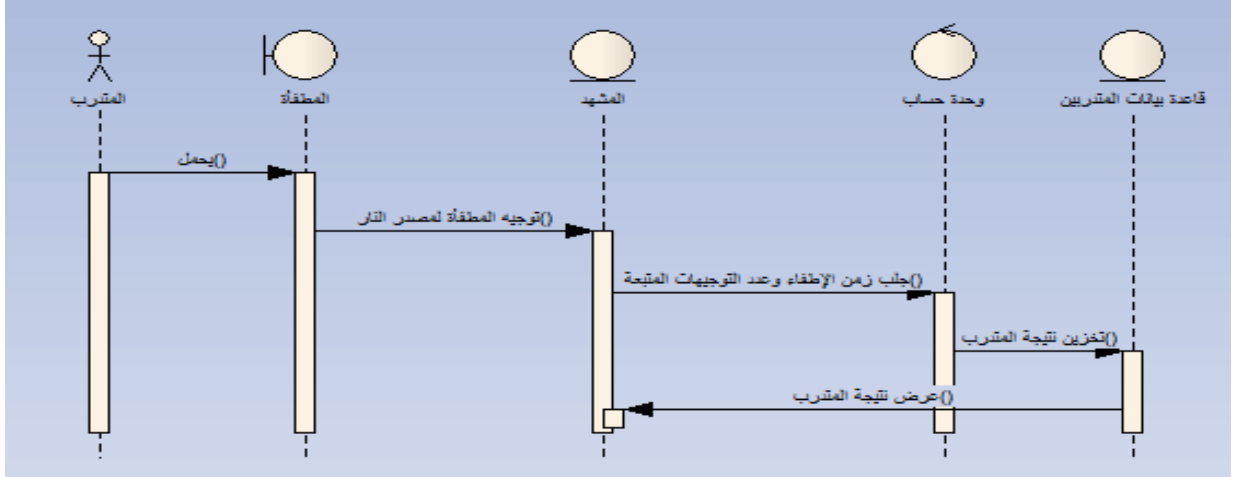 المتدرب
المطفأة
المشهد
وحدة حساب
قاعدة بيانات المتدربين
يحمل()
توجيه المطفأة لمصدر النار()
جلب زمن الإطفاء وعدد التوجيهات المتبعة()
تخزين نتيجة المتدرب()
عرض نتيجة المتدرب()